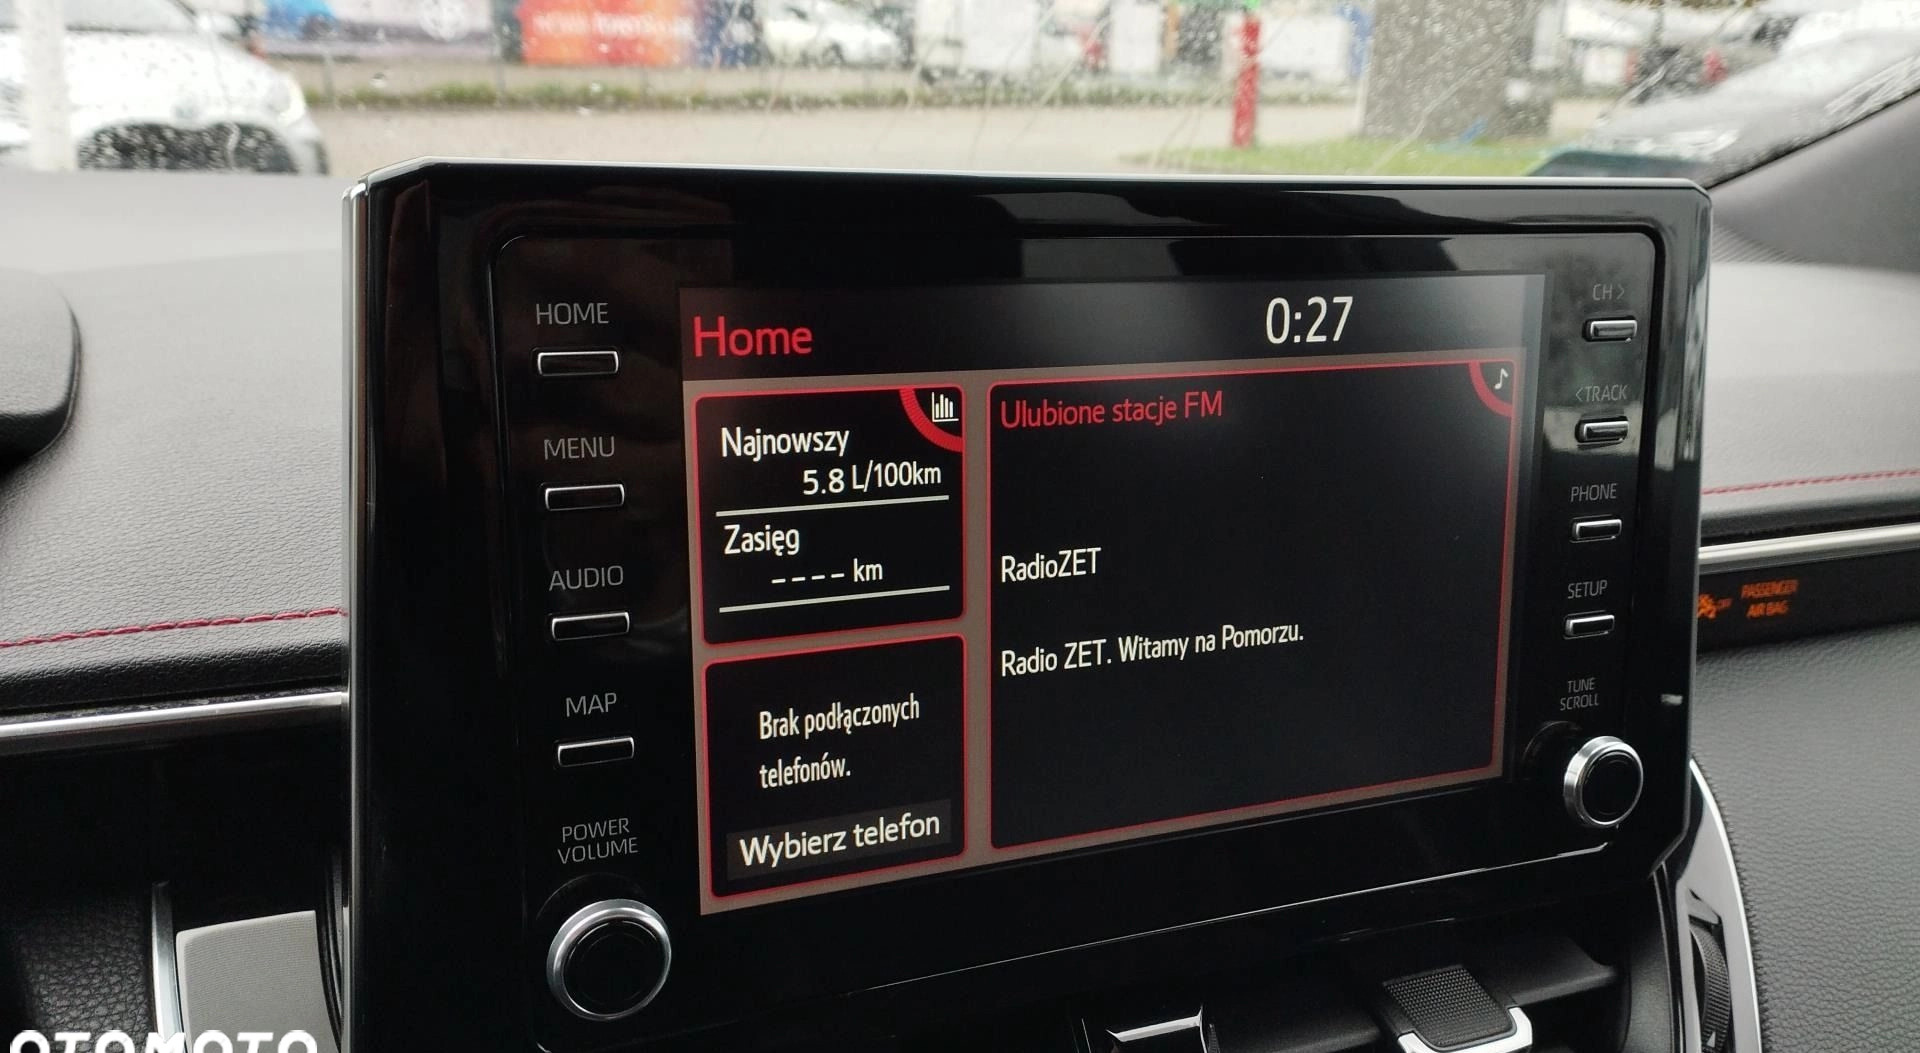 HOME
MENU
AUDIO
MAP
POWER
VOLUME
Home
0:27
Najnowszy
5.8 L/100km
Zasięg
---- km
Brak podłączonych
telefonów.
Wybierz telefon
Ulubione stacje FM
RadioZET
Radio ZET. Witamy na Pomorzu.
CH >
< TRACK
PHONE
SETUP
TUNE
SCROLL
PASSENGER
AIR BAG
OTOMOTO